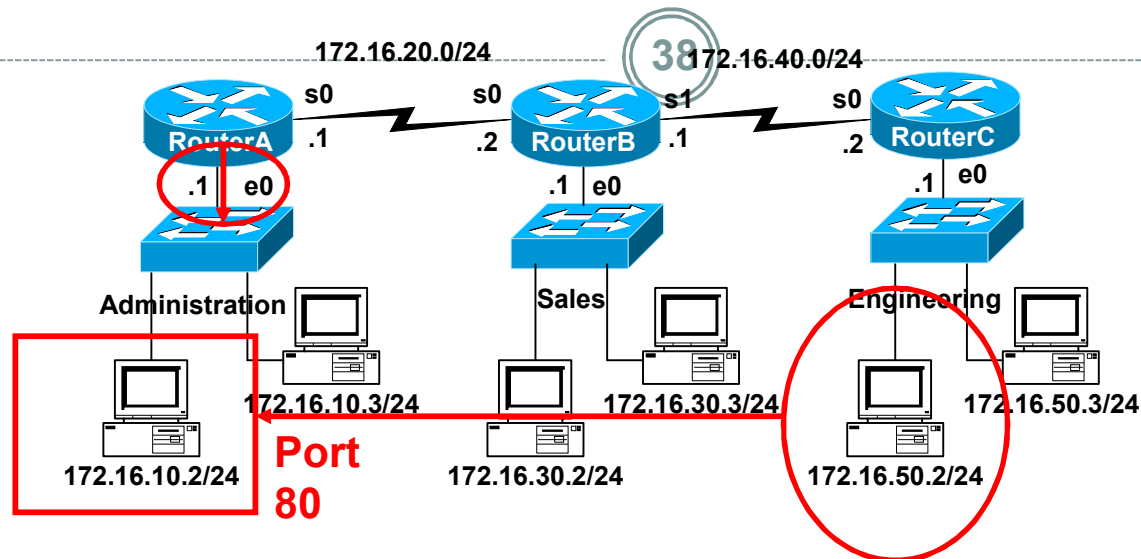 172.16.20.0/24
38
172.16.40.0/24
s0
s0
s1
s0
RouterA
.1
.2
RouterB
.1
.2
RouterC
.1
e0
.1
e0
.1
e0
Administration
Sales
Engineering
172.16.10.3/24
172.16.30.3/24
172.16.50.3/24
Port
80
172.16.10.2/24
172.16.30.2/24
172.16.50.2/24